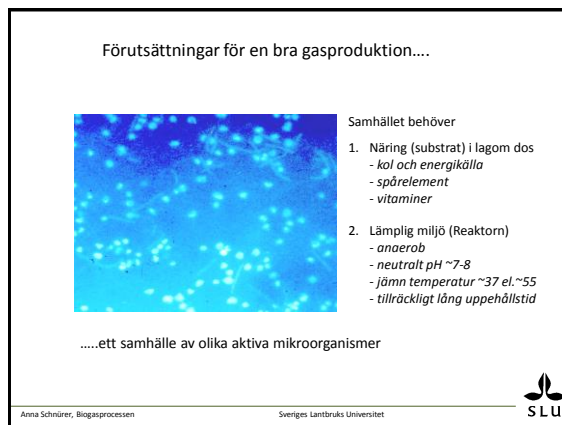 Förutsättningar för en bra gasproduktion….
Samhället behöver
1. Näring (substrat) i lagom dos
- kol och energikälla
- spårelement
- vitaminer
2. Lämplig miljö (Reaktorn)
- anaerob
- neutralt pH ~7-8
- jämn temperatur ~37 el.~55
- tillräckligt lång uppehållstid
…..ett samhälle av olika aktiva mikroorganismer
Anna Schnürer, Biogasprocessen
Sveriges Lantbruks Universitet
SLU